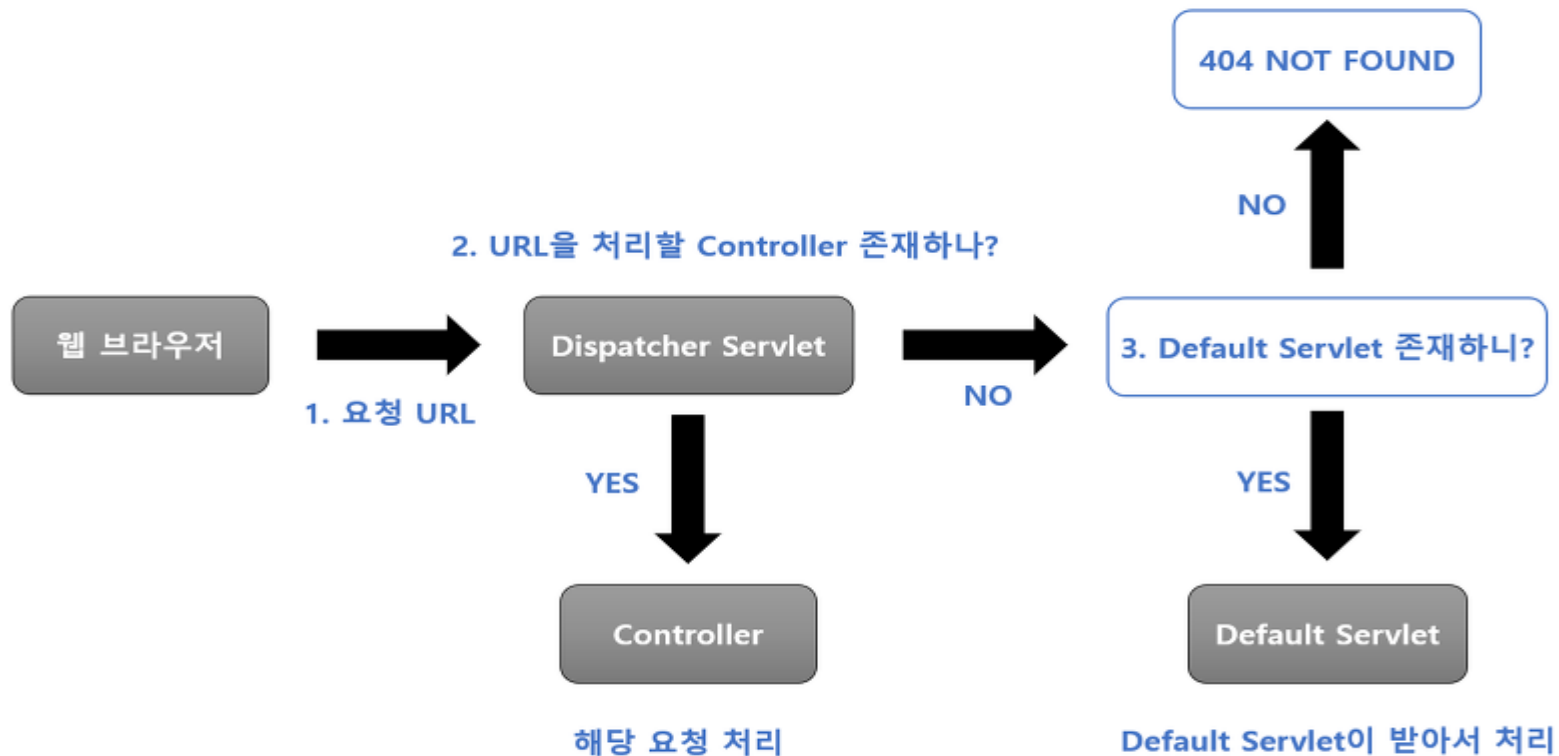 404 NOT FOUND
NO
2. URL을 처리할 Controller 존재하나?
웹 브라우저
Dispatcher Servlet
3. Default Servlet 존재하니?
1. 요청 URL
NO
YES
YES
Controller
Default Servlet
해당 요청 처리
Default Servlet이 받아서 처리